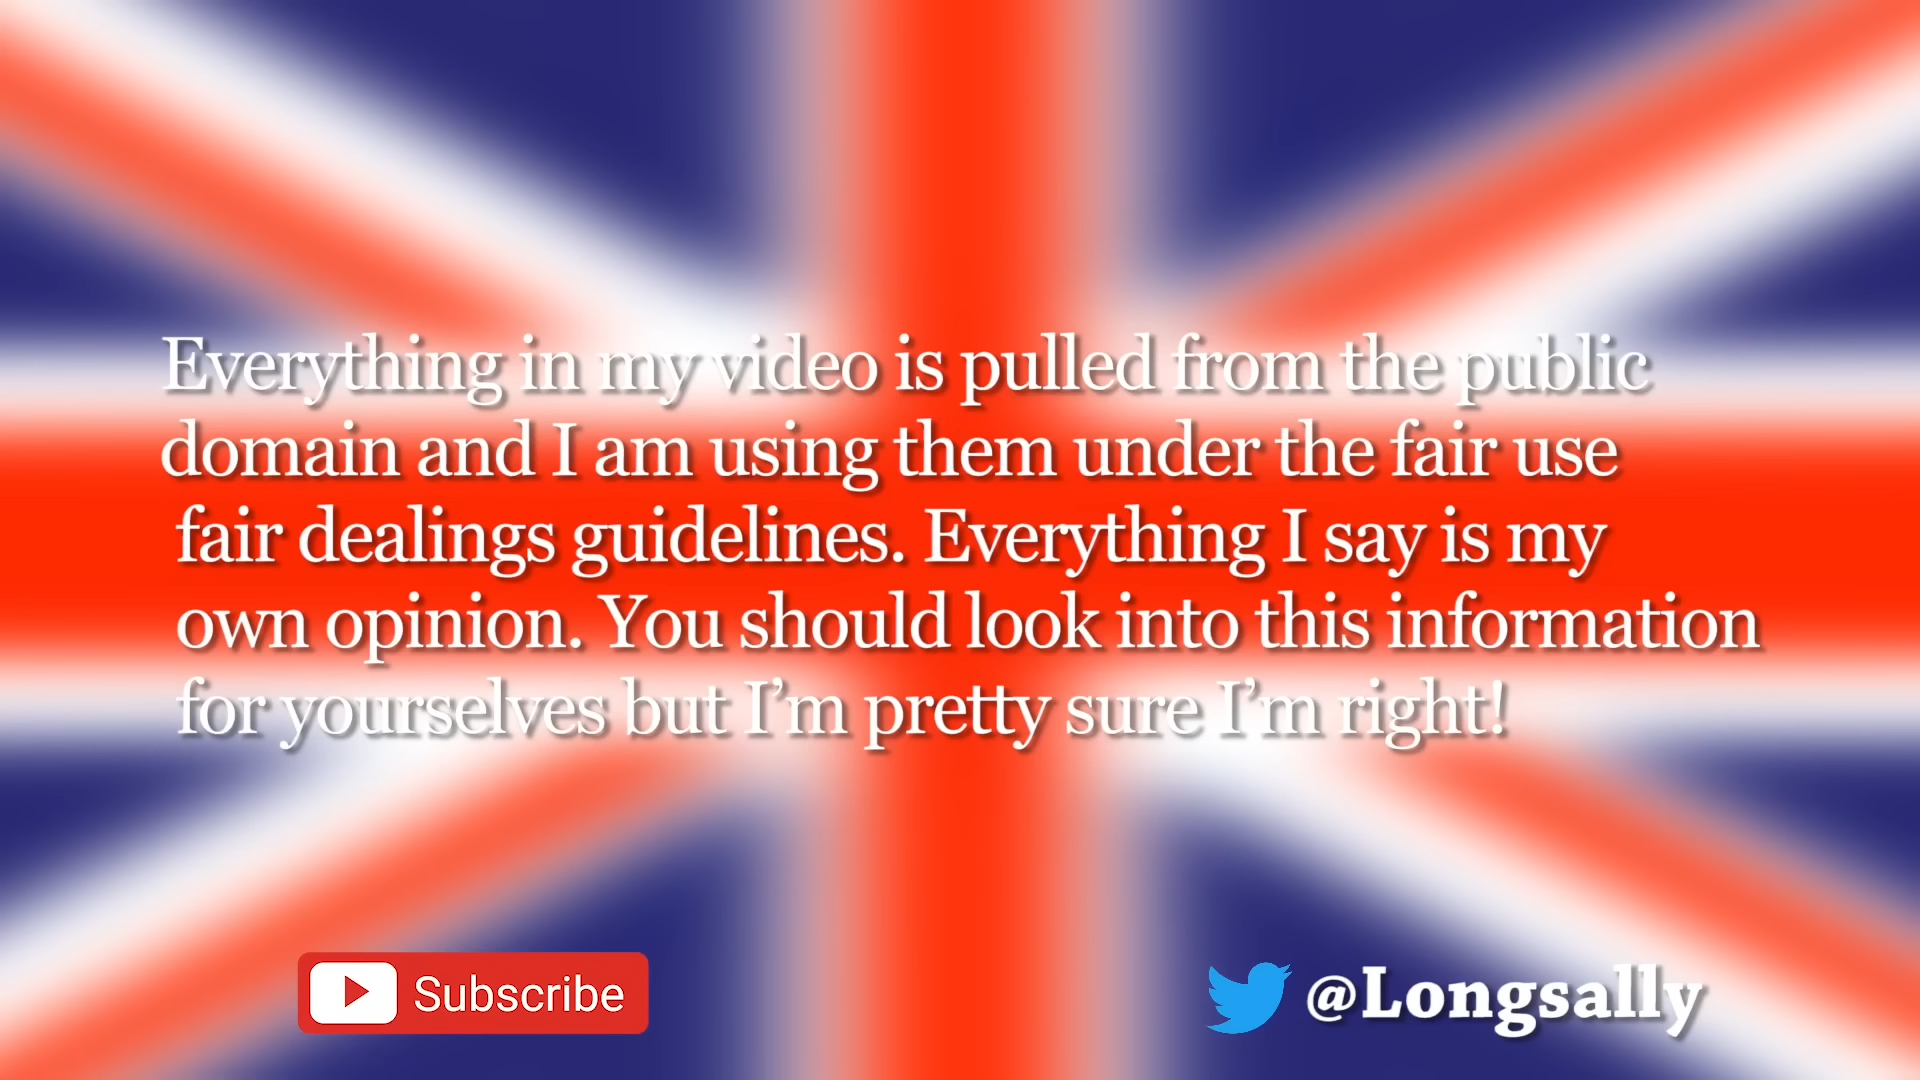 Everything in my video is pulled from the public
domain and I am using them under the fair use
fair dealings guidelines. Everything I say is my
own opinion. You should look into this information
for yourselves but I’m pretty sure I’m right!
Subscribe
@Longsally